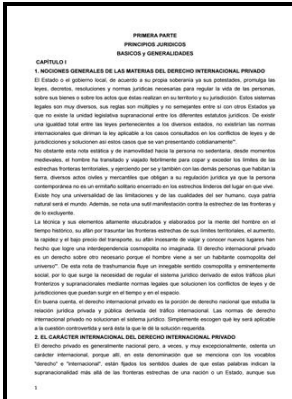 PRIMERA PARTE
PRINCIPIOS JURIDICOS
BASICOS y GENERALIDADES
CAPÍTULO I
1. NOCIONES GENERALES DE LAS MATERIAS DEL DERECHO INTERNACIONAL PRIVADO
El Estado o el gobierno local, de acuerdo a su propia soberanía ya sus potestades, promulga las
leyes, decretos, resoluciones y normas jurídicas necesarias para regular la vida de las personas,
sobre sus bienes o sobre los actos que éstas realizan en su territorio y su jurisdicción. Estos sistemas
legales son muy diversos, sus reglas son múltiples y no semejantes entre si con otros Estados ya
que no existe la unidad legislativa supranacional entre los diferentes estatutos jurídicos. De existir
una igualdad total entre las leyes pertenecientes a los diversos estados, no existirían las normas
internacionales que diriman la ley aplicable a los casos consultados en los conflictos de leyes y de
jurisdicciones y solucionen así estos casos que se van presentando cotidianamente".
No obstante esta nota estática y de inamovilidad hacia la persona no sedentaria, desde momentos
medievales, el hombre ha transitado y viajado febrilmente para copar y exceder los límites de las
estrechas fronteras territoriales, y ejerciendo per se y también con las demás personas que habitan la
tierra, diversos actos civiles y mercantiles que obligan a su regulación jurídica ya que la persona
contemporánea no es un ermitaño solitario encerrado en los estrechos linderos del lugar en que vive.
Existe hoy una universalidad de las limitaciones y de las cualidades del ser humano, cuya patria
natural será el mundo. Además, se nota una sutil manifestación contra la estrechez de las fronteras y
de lo excluyente.
La técnica y sus elementos altamente elucubrados y elaborados por la mente del hombre en el
tiempo histórico, su afán por trasuntar las fronteras estrechas de sus límites territoriales, el aumento,
la rapidez y el bajo precio del transporte, su afán incesante de viajar y conocer nuevos lugares han
hecho que logre una interdependencia cosmopolita no imaginada. El derecho internacional privado
es un derecho sobre otro necesario porque el hombre viene a ser un habitante cosmopolita del
universo". De esta nota de trashumancia fluye un innegable sentido cosmopolita y eminentemente
social, por lo que surge la necesidad de regular el sistema jurídico derivado de estos tráficos pluri
fronterizos y supranacionales mediante normas legales que solucionen los conflictos de leyes y de
jurisdicciones que puedan surgir en el tiempo y en el espacio.
En buena cuenta, el derecho internacional privado es la porción de derecho nacional que estudia la
relación jurídica privada y pública derivada del tráfico internacional. Las normas de derecho
internacional privado no solucionan el sistema jurídico. Simplemente escogen qué ley será aplicable
a la cuestión controvertida y será ésta la que le dé la solución requerida.
2. EL CARÁCTER INTERNACIONAL DEL DERECHO INTERNACIONAL PRIVADO
El derecho privado es generalmente nacional pero, a veces, y muy excepcionalmente, ostenta un
carácter internacional, porque allí, en esta denominación que se menciona con los vocablos
"derecho" e "internacional", están fijados los sentidos duales de que estas palabras indican la
supranacionalidad más allá de las fronteras estrechas de una nación o un Estado, aunque sus
1